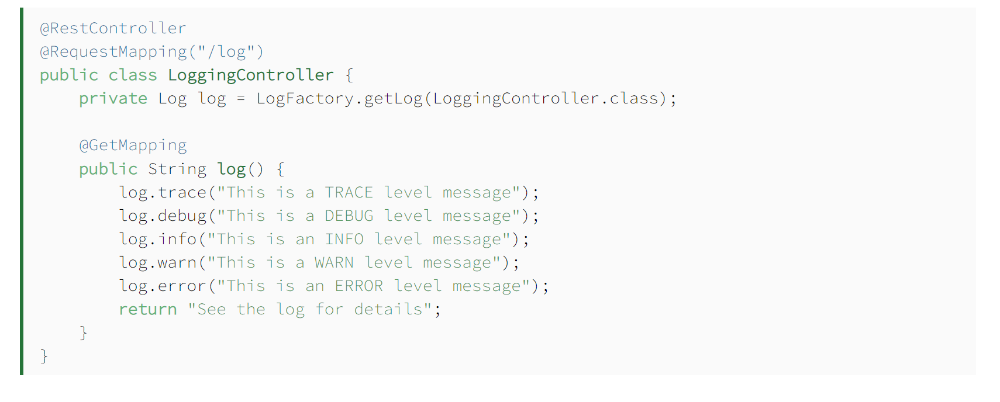 @RestController
@RequestMapping("/log")
public class LoggingController {
    private Log log = LogFactory.getLog(LoggingController.class);

    @GetMapping
    public String log() {
        log.trace("This is a TRACE level message");
        log.debug("This is a DEBUG level message");
        log.info("This is an INFO level message");
        log.warn("This is a WARN level message");
        log.error("This is an ERROR level message");
        return "See the log for details";
    }
}